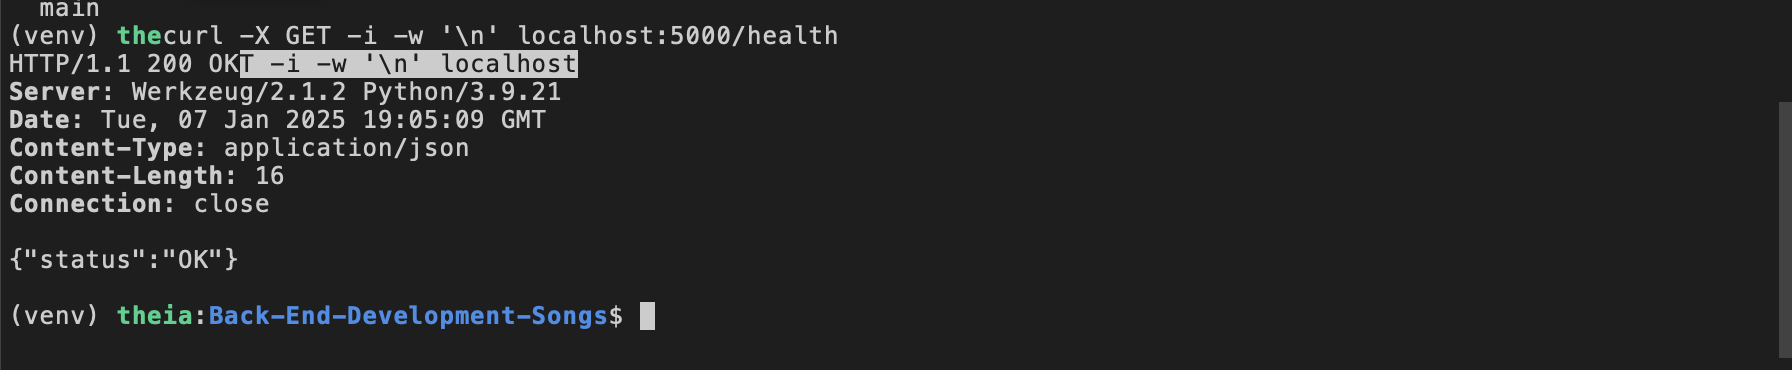 main
(venv) thecurl -X GET -i -w '\n' localhost:5000/health
HTTP/1.1 200 OKT -i -w '\n' localhost
Server: Werkzeug/2.1.2 Python/3.9.21
Date: Tue, 07 Jan 2025 19:05:09 GMT
Content-Type: application/json
Content-Length: 16
Connection: close
{"status":"OK"}
(venv) theia:Back-End-Development-Songs$